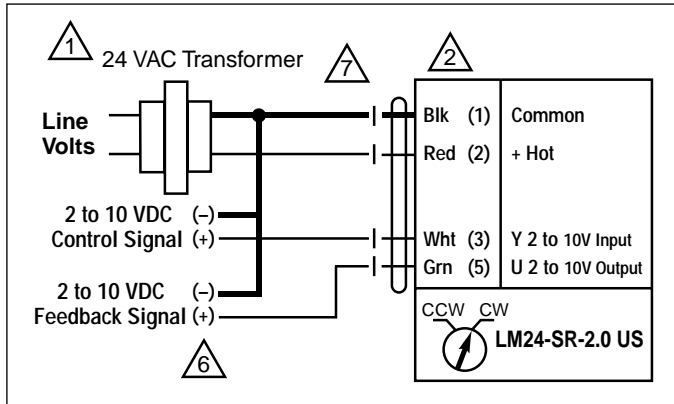 1 24 VAC Transformer 7 2
Line
Volts
Blk (1) Common
Red (2) + Hot
2 to 10 VDC (–)
Control Signal (+)
Wht (3) Y 2 to 10V Input
Grn (5) U 2 to 10V Output
2 to 10 VDC (–)
Feedback Signal (+)
6
CCW CW
LM24-SR-2.0 US